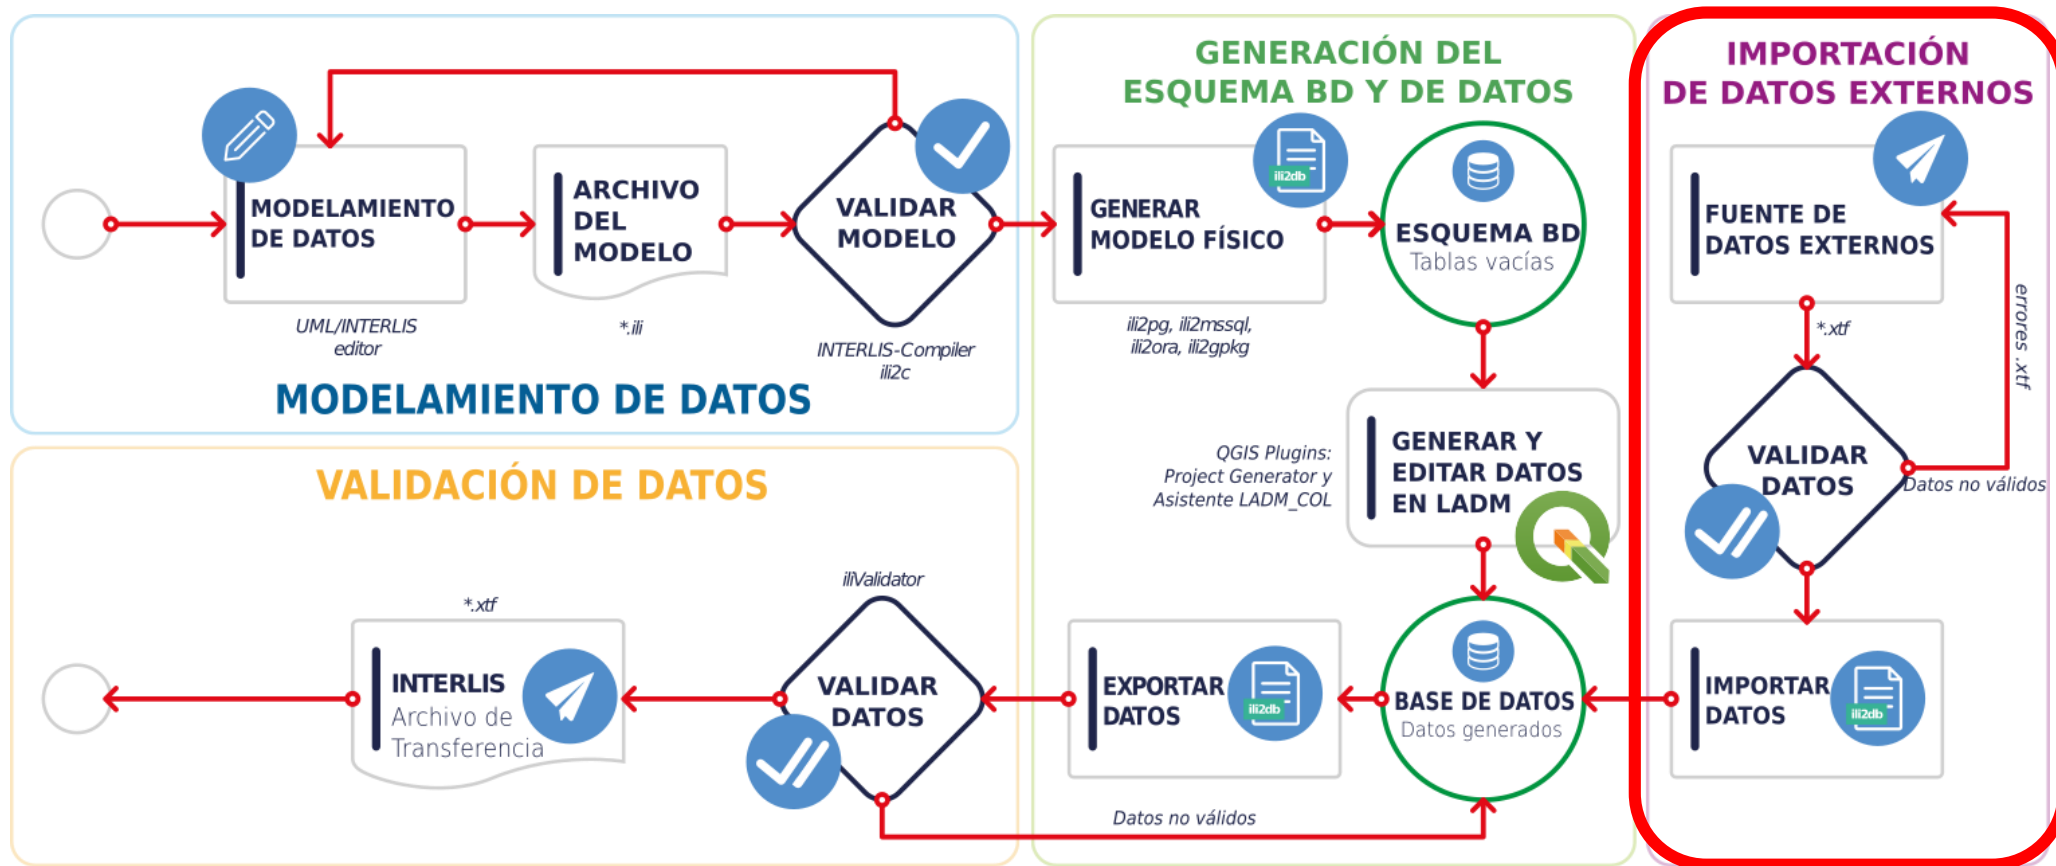 MODELAMIENTO
DE DATOS
UML/INTERLIS
editor
ARCHIVO
DEL
MODELO
*.ili
VALIDAR
MODELO
INTERLIS-Compiler
ili2c
MODELAMIENTO DE DATOS
GENERACIÓN DEL
ESQUEMA BD Y DE DATOS
GENERAR
MODELO FÍSICO
ili2db
ili2pg, ili2mssql,
ili2ora, ili2gpkg
ESQUEMA BD
Tablas vacías
QGIS Plugins:
Project Generator y
Asistente LADM_COL
GENERAR Y
EDITAR DATOS
EN LADM
BASE DE DATOS
Datos generados
EXPORTAR
DATOS
ili2db
Datos no válidos
IMPORTACIÓN
DE DATOS EXTERNOS
FUENTE DE
DATOS EXTERNOS
*.xtf
errores .xtf
VALIDAR
DATOS
Datos no válidos
IMPORTAR
DATOS
ili2db
VALIDACIÓN DE DATOS
iliValidator
VALIDAR
DATOS
*.xtf
INTERLIS
Archivo de
Transferencia